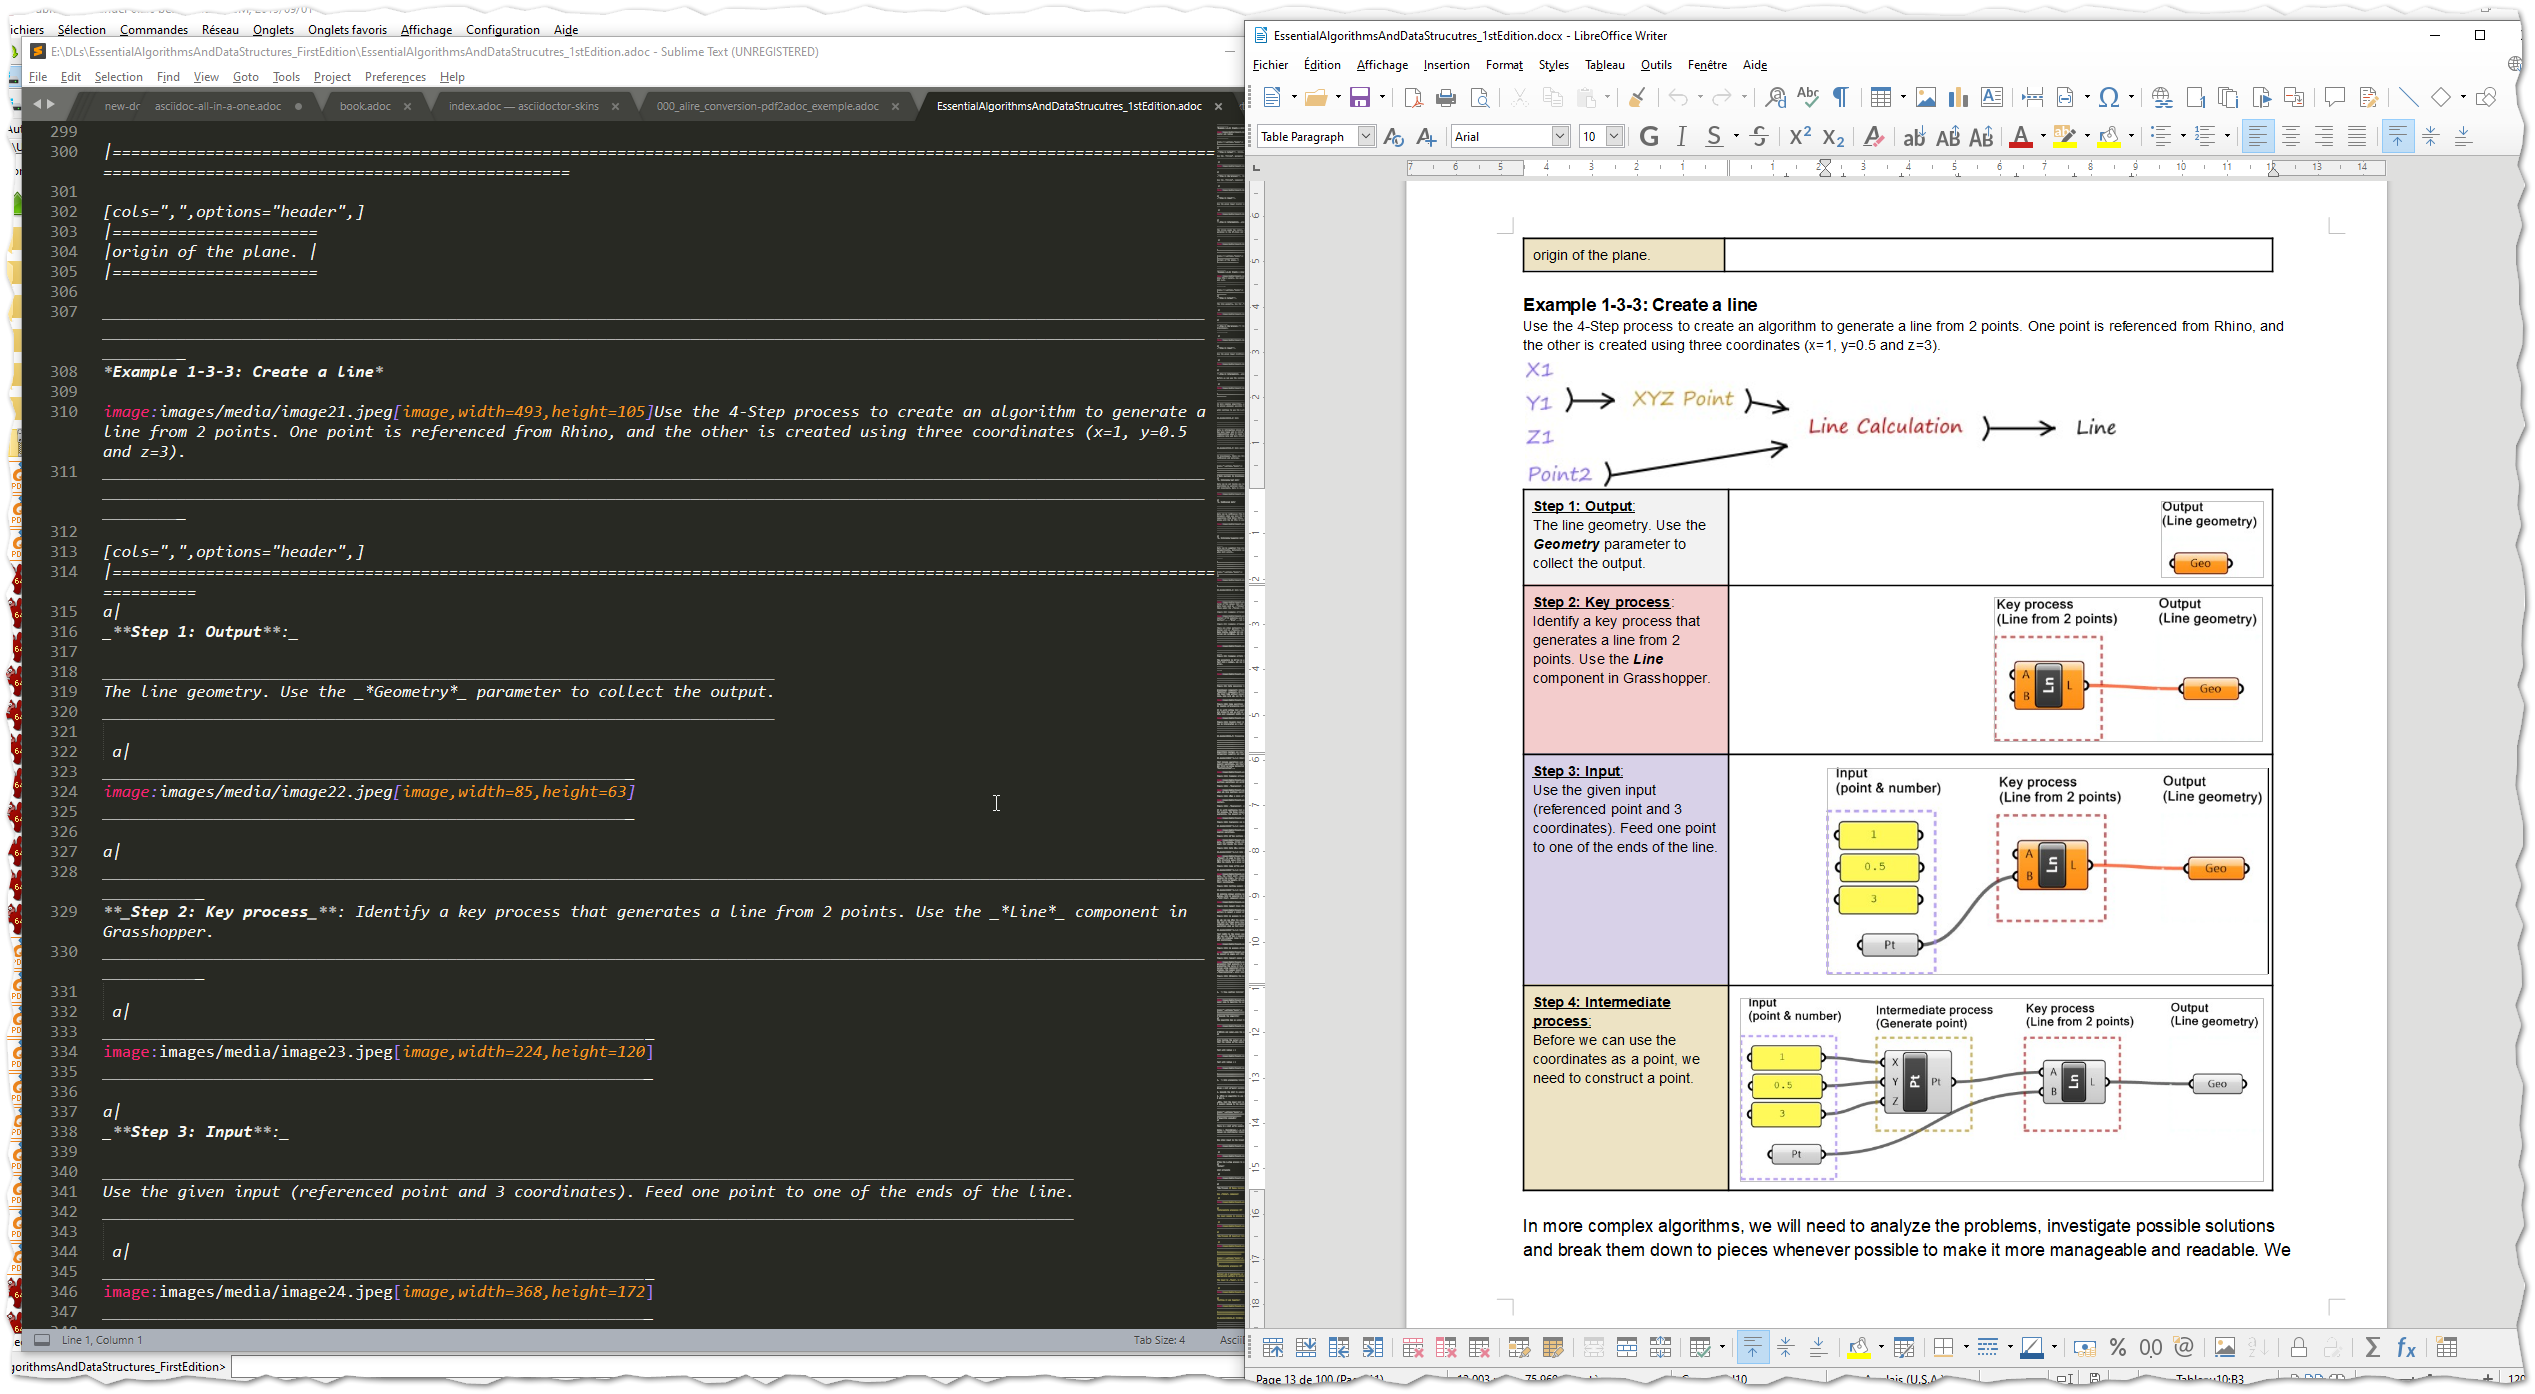 ichiers Sélection Commandes Réseau Onglets Onglets favoris Affichage Configuration Aide
E:\DLs\EssentialAlgorithmsAndDataStructures_FirstEdition\EssentialAlgorithmsAndDataStrucutres_1stEdition.adoc - Sublime Text (UNREGISTERED)
File Edit Selection Find View Goto Tools Project Preferences Help
new-dr asciidoc-all-in-a-one.adoc book.adoc index.adoc — asciidoctor-skins 000_alire_conversion-pdf2adoc_exemple.adoc EssentialAlgorithmsAndDataStrucutres_1stEdition.adoc
299
300 |===
301
302 [cols=",",options="header",]
303 |======================
304 |origin of the plane. |
305 |======================
306
307
308 *Example 1-3-3: Create a line*
309
310 image:images/media/image21.jpeg[image,width=493,height=105]Use the 4-Step process to create an algorithm to generate a
line from 2 points. One point is referenced from Rhino, and the other is created using three coordinates (x=1, y=0.5
and z=3).
311
312
313 [cols=",",options="header",]
314 |===
315 a|
316 _**Step 1: Output**:_
317
318
319 The line geometry. Use the _*Geometry*_ parameter to collect the output.
320
321
322 a|
323
324 image:images/media/image22.jpeg[image,width=85,height=63]
325
326
327 a|
328
329 **_Step 2: Key process_**: Identify a key process that generates a line from 2 points. Use the _*Line*_ component in
Grasshopper.
330
331
332 a|
333
334 image:images/media/image23.jpeg[image,width=224,height=120]
335
336
337 a|
338 _**Step 3: Input**:_
339
340
341 Use the given input (referenced point and 3 coordinates). Feed one point to one of the ends of the line.
342
343
344 a|
345
346 image:images/media/image24.jpeg[image,width=368,height=172]
347
Line 1, Column 1 Tab Size: 4
gorithmsAndDataStructures_FirstEdition>
EssentialAlgorithmsAndDataStrucutres_1stEdition.docx - LibreOffice Writer
Fichier Édition Affichage Insertion Format Styles Tableau Outils Fenêtre Aide
Table Paragraph Arial 10
origin of the plane.
Example 1-3-3: Create a line
Use the 4-Step process to create an algorithm to generate a line from 2 points. One point is referenced from Rhino, and
the other is created using three coordinates (x=1, y=0.5 and z=3).
X1
Y1 XYZ Point
Z1 Line Calculation Line
Point2
Step 1: Output:
The line geometry. Use the
Geometry parameter to
collect the output.
Output
(Line geometry)
Geo
Step 2: Key process:
Identify a key process that
generates a line from 2
points. Use the Line
component in Grasshopper.
Key process Output
(Line from 2 points) (Line geometry)
A B Ln L Geo
Step 3: Input:
Use the given input
(referenced point and 3
coordinates). Feed one point
to one of the ends of the line.
Input Key process Output
(point & number) (Line from 2 points) (Line geometry)
1
0.5
3
Pt
A B Ln L Geo
Step 4: Intermediate
process:
Before we can use the
coordinates as a point, we
need to construct a point.
Input Intermediate process Key process Output
(point & number) (Generate point) (Line from 2 points) (Line geometry)
1
0.5
3
Pt
X Y Z Pt Pt
A B Ln L Geo
In more complex algorithms, we will need to analyze the problems, investigate possible solutions
and break them down to pieces whenever possible to make it more manageable and readable. We